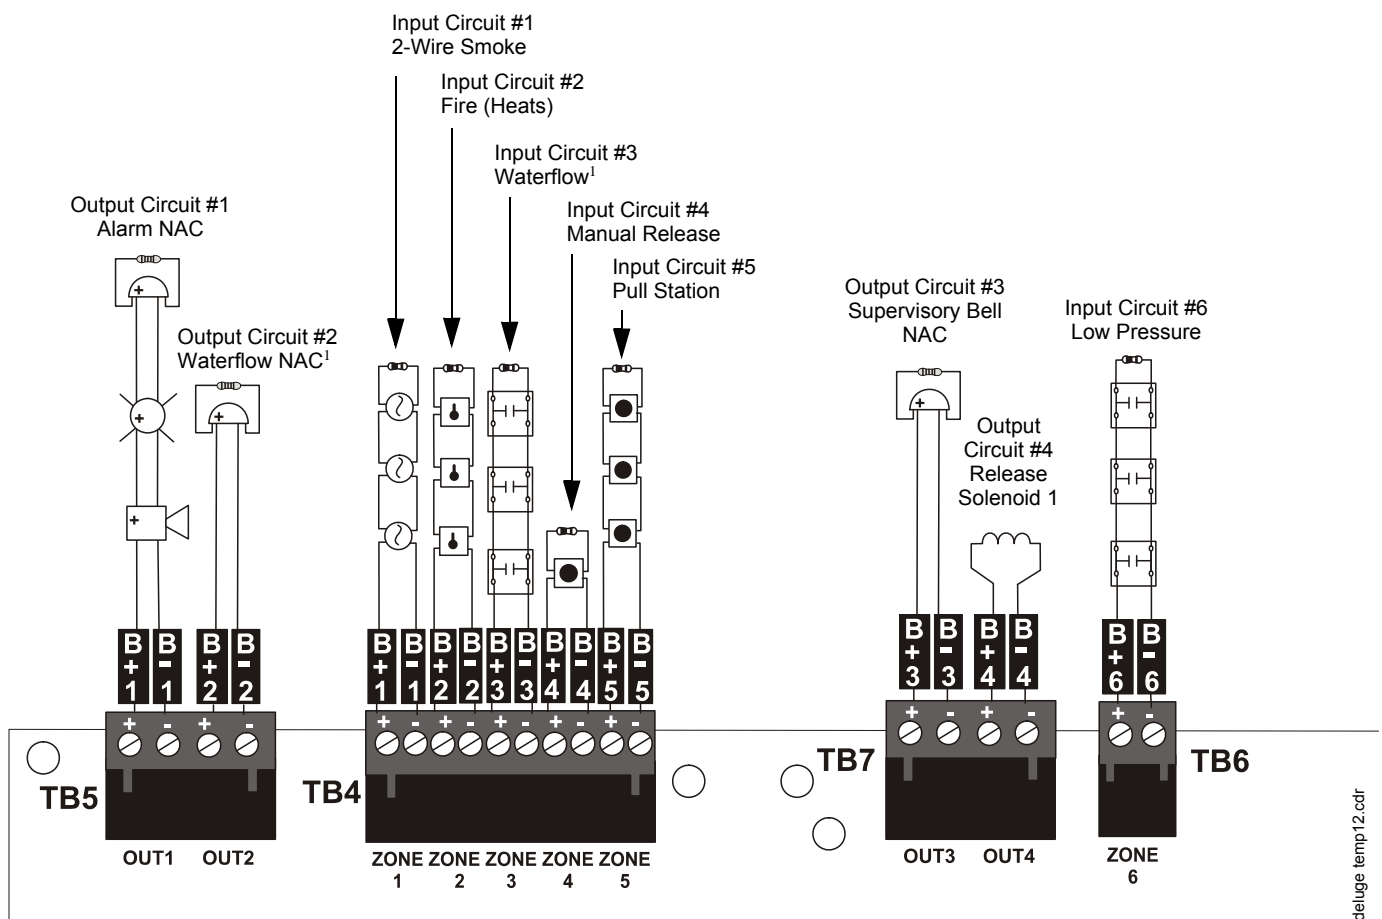 Input Circuit #1
2-Wire Smoke
Input Circuit #2
Fire (Heats)
Input Circuit #3
Waterflow1
Input Circuit #4
Manual Release
Input Circuit #5
Pull Station
Output Circuit #1
Alarm NAC
Output Circuit #2
Waterflow NAC1
Output Circuit #3
Supervisory Bell
NAC
Output
Circuit #4
Release
Solenoid 1
Input Circuit #6
Low Pressure
B+1 B-1 B+2 B-2
B+1 B-1 B+2 B-2 B+3 B-3 B+4 B-4 B+5 B-5
B+3 B-3 B+4 B-4
B+6 B-6
+ - + -
+ - + - + - + - + -
+ - + -
+ -
TB5
TB4
TB7
TB6
OUT1 OUT2
ZONE 1
ZONE 2
ZONE 3
ZONE 4
ZONE 5
OUT3 OUT4
ZONE 6
deluge temp12.cdr